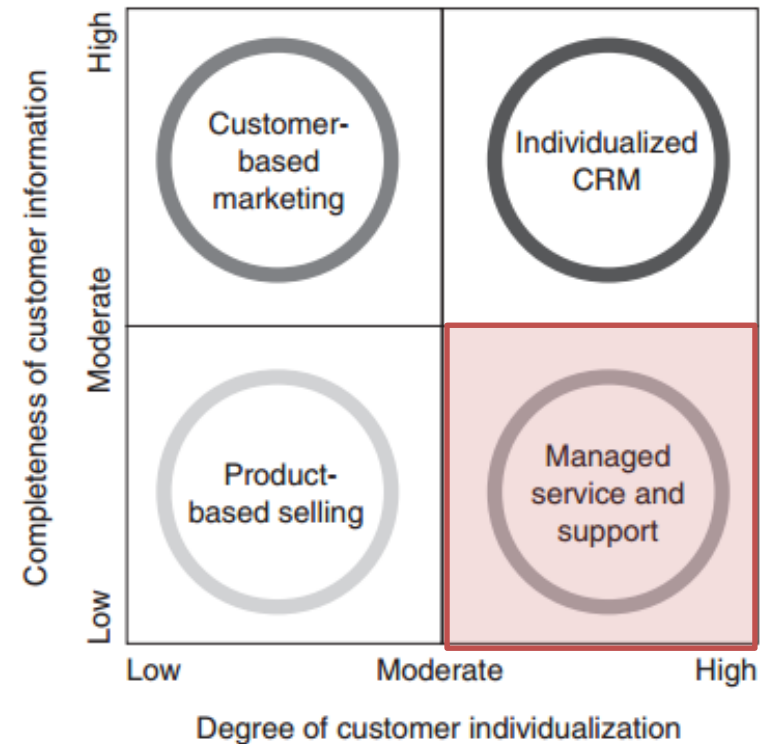 High
Customer-
based
marketing
Individualized
CRM
Completeness of customer information
Moderate
Product-
based selling
Managed
service and
support
Low
Low
Moderate
High
Degree of customer individualization